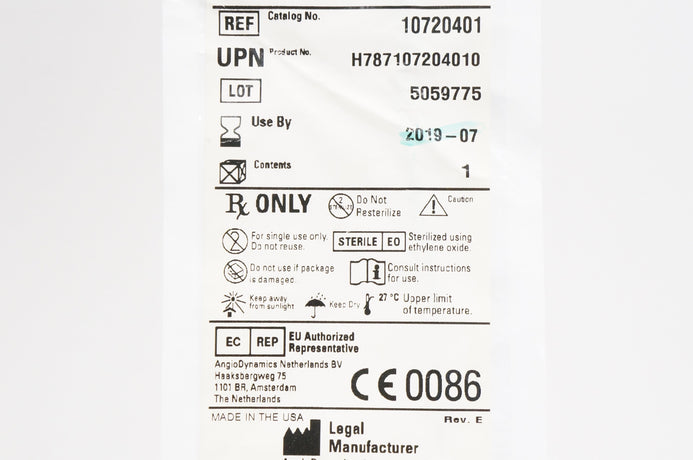 REF Catalog No. 10720401
UPN Product No. H787107204010
LOT 5059775
Use By 2019-07
Contents 1
Rx ONLY
2
STERILIZE
Do Not
Resterilize
Caution
2
For single use only.
Do not reuse.
STERILE EO
Sterilized using
ethylene oxide.
Do not use if package
is damaged.
i
Consult instructions
for use.
Keep away
from sunlight
Keep Dry
27 °C Upper limit
of temperature.
EC REP
EU Authorized
Representative
AngioDynamics Netherlands BV
Haaksbergweg 75
1101 BR, Amsterdam
The Netherlands
CE 0086
MADE IN THE USA
Rev. E
Legal
Manufacturer